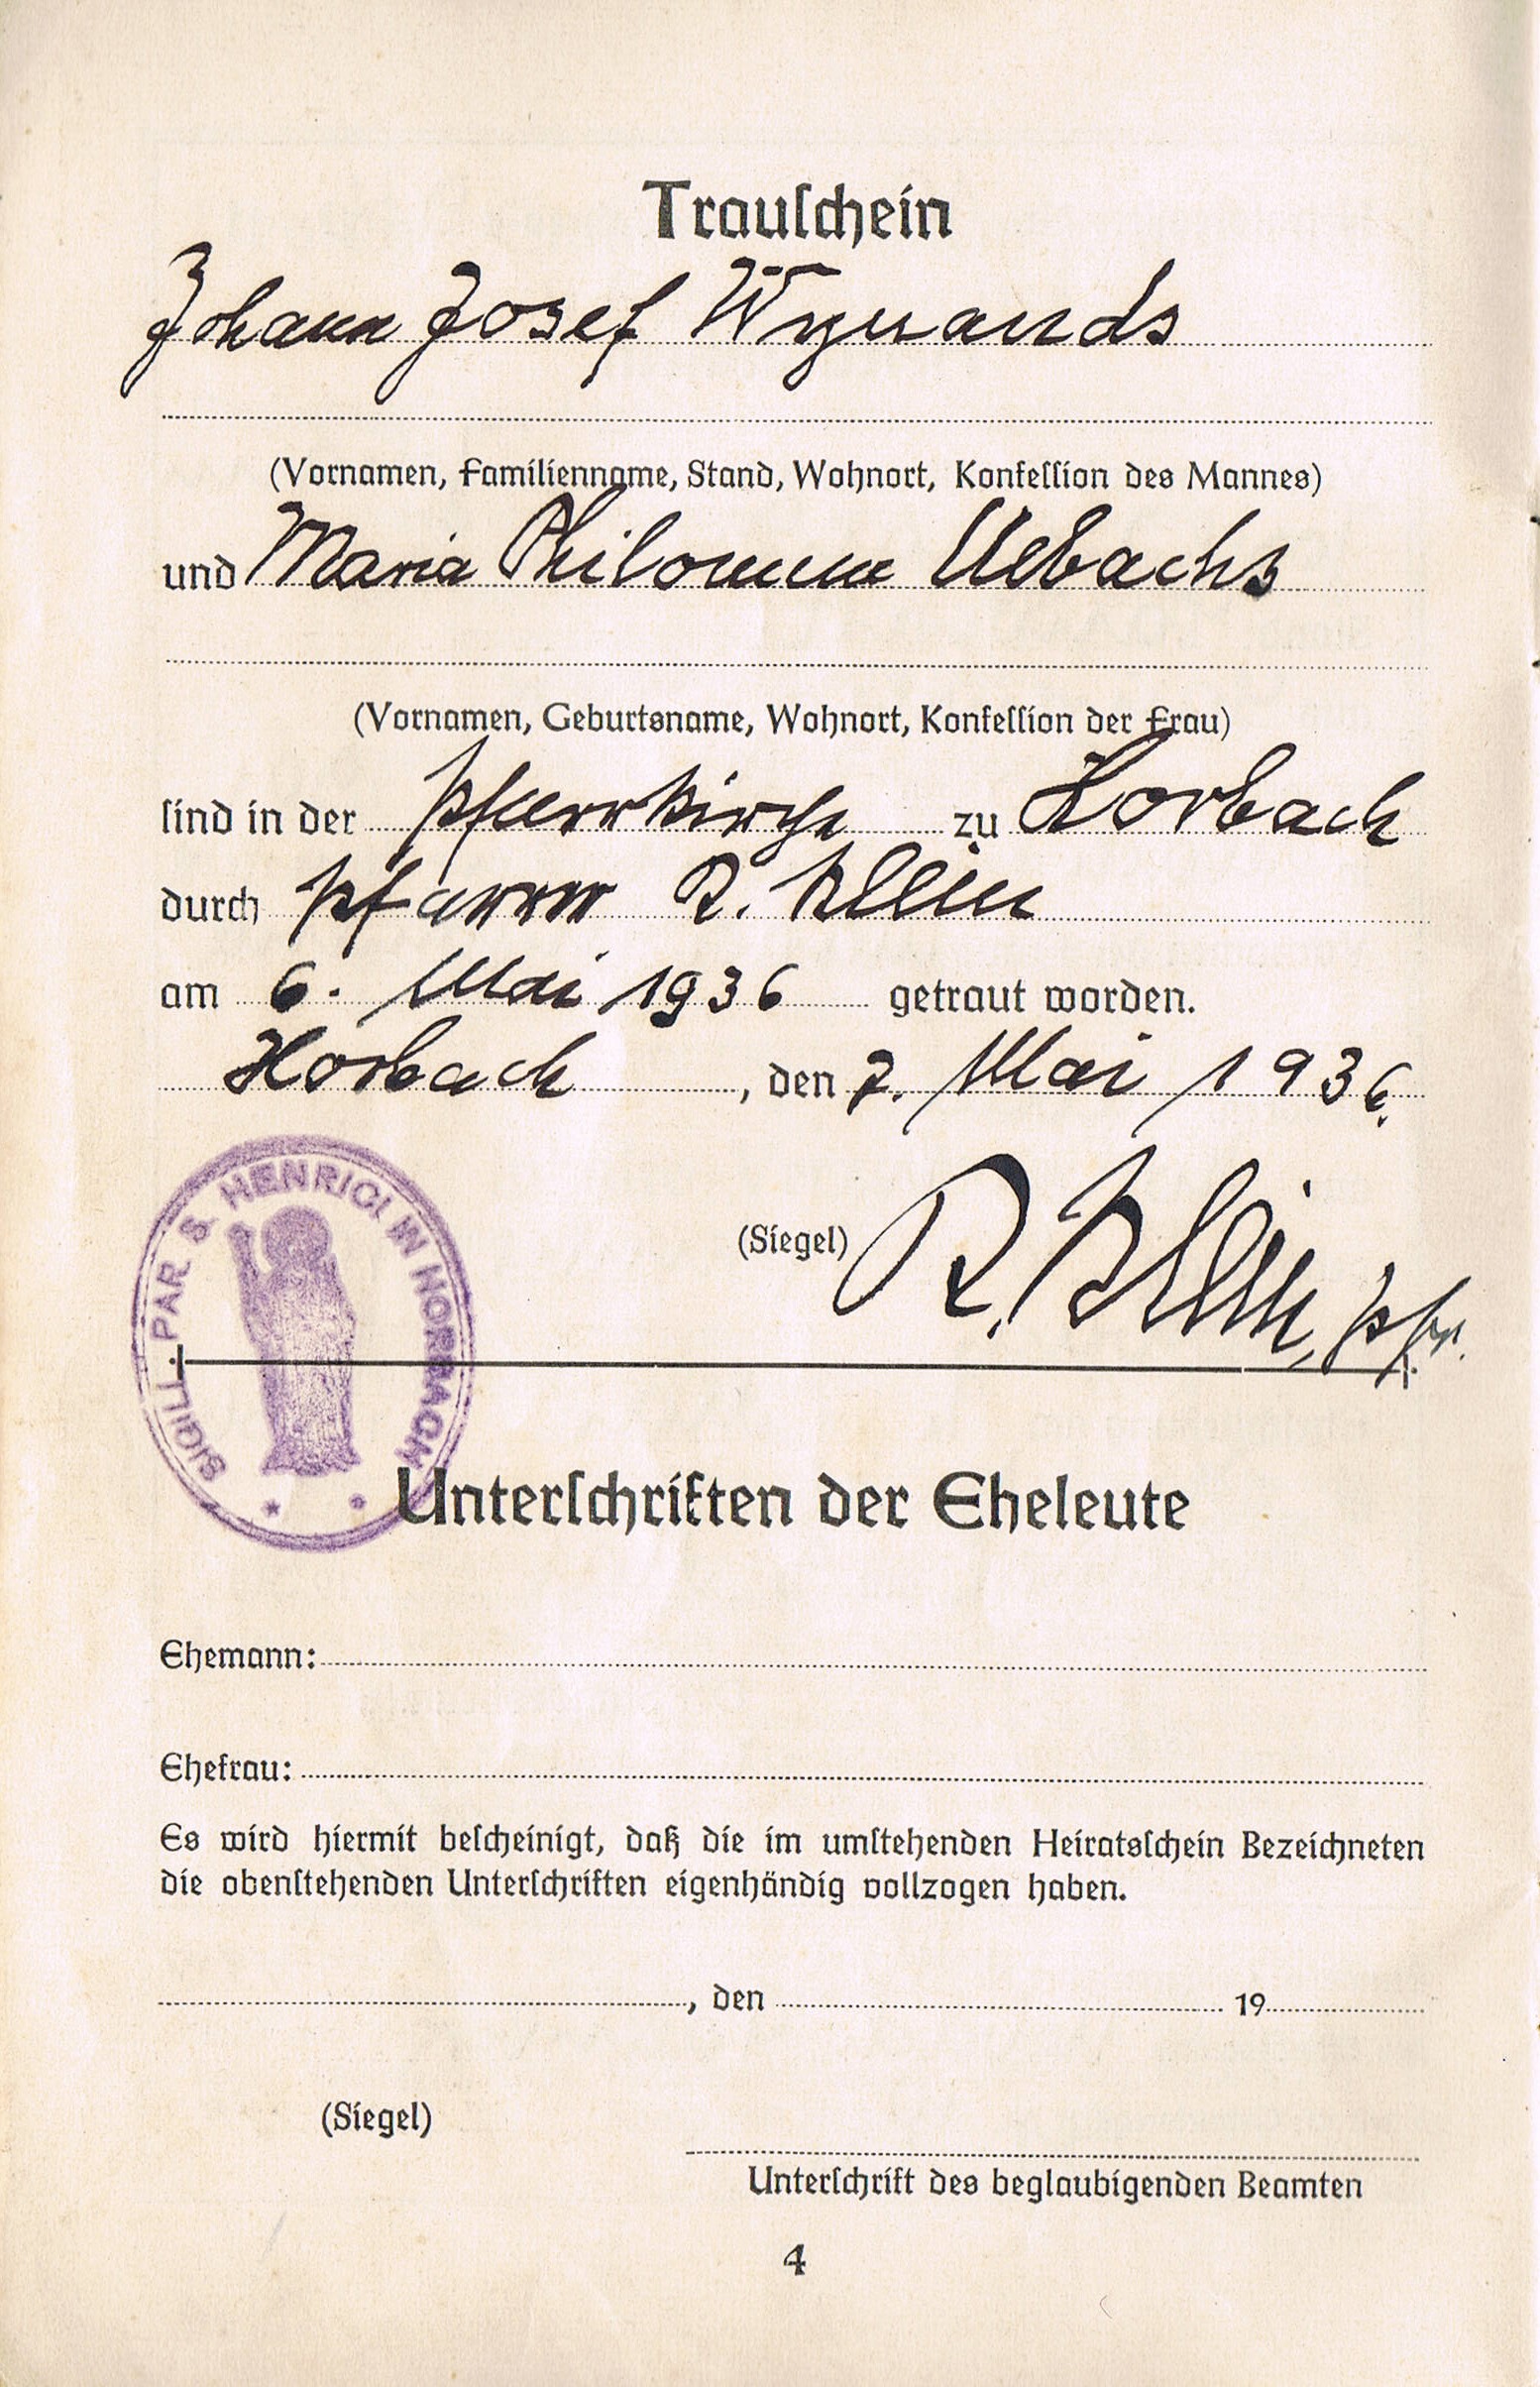 Trauschein
Johann Josef Wynands
(Vornamen, Familienname, Stand, Wohnort, Konfession des Mannes)
und Maria Philomena Uebachs
(Vornamen, Geburtsname, Wohnort, Konfession der Frau)
sind in der Pfarrkirche zu Horbach
durch Pfarrer R. Klein
am 6. Mai 1936 getraut worden.
Horbach, den 7. Mai 1936.
SIGILL. PAR. S. HENRICI IN HORBACH
(Siegel) R. Klein, Pfr.
Unterschriften der Eheleute
Ehemann:
Ehefrau:
Es wird hiermit bescheinigt, daß die im umstehenden Heiratsschein Bezeichneten
die obenstehenden Unterschriften eigenhändig vollzogen haben.
, den 19
(Siegel)
Unterschrift des beglaubigenden Beamten
4